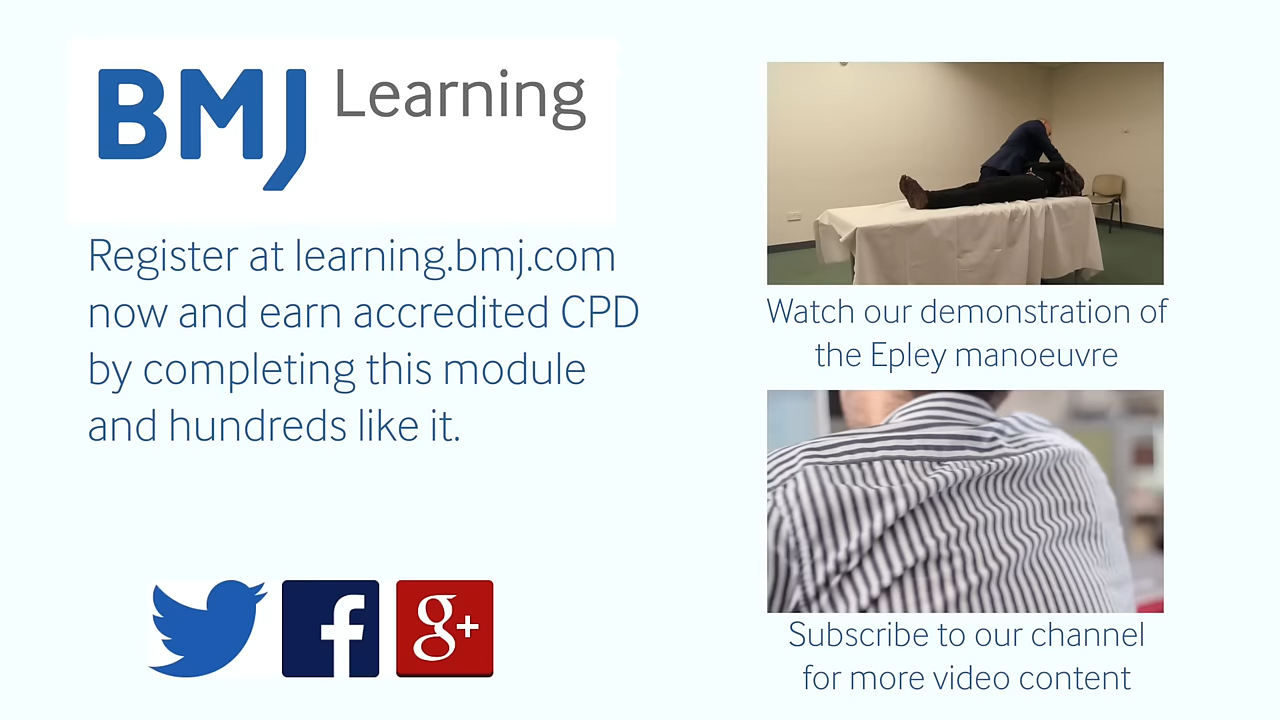 BMJ Learning
Register at learning.bmj.com
now and earn accredited CPD
by completing this module
and hundreds like it.
f
g+
Watch our demonstration of
the Epley manoeuvre
Subscribe to our channel
for more video content